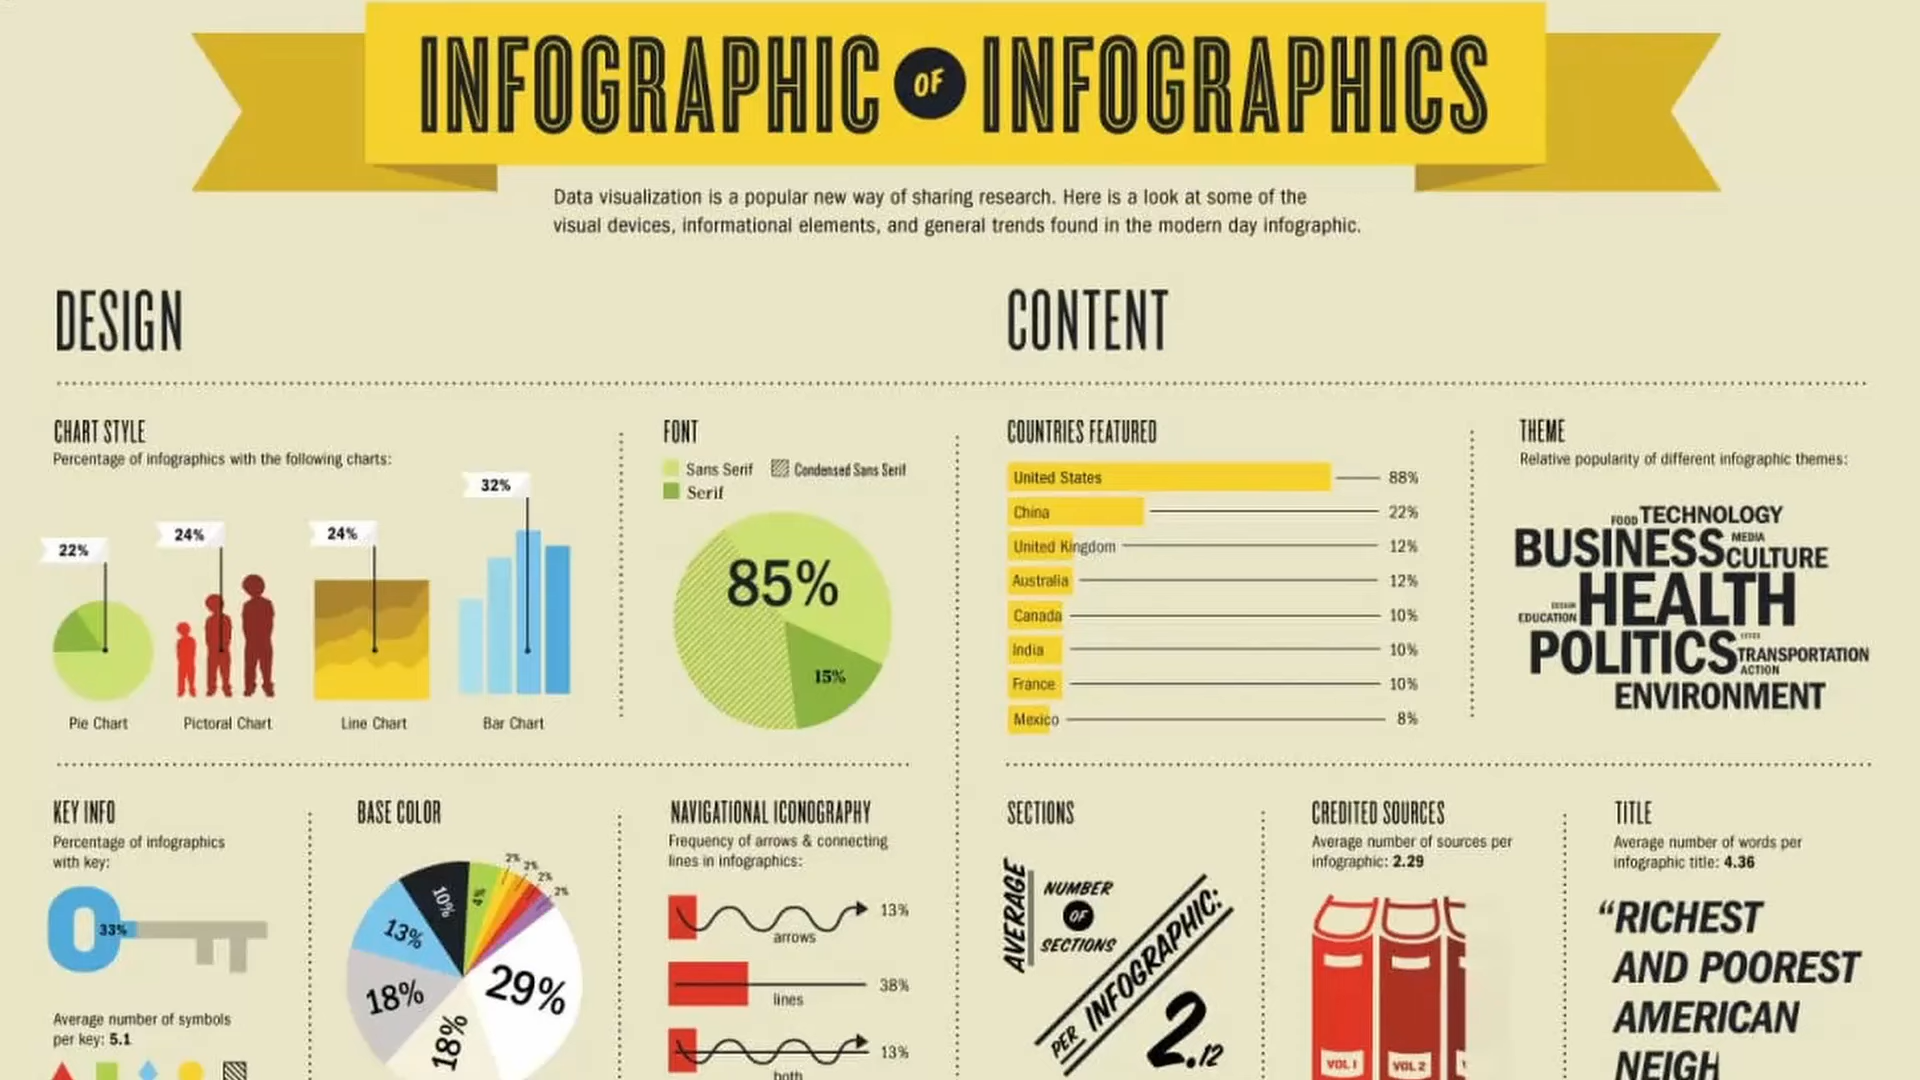 INFOGRAPHIC OF INFOGRAPHICS
Data visualization is a popular new way of sharing research. Here is a look at some of the
visual devices, informational elements, and general trends found in the modern day infographic.
DESIGN
CHART STYLE
Percentage of infographics with the following charts:
22%
24%
24%
32%
Pie Chart
Pictoral Chart
Line Chart
Bar Chart
FONT
Sans Serif
Condensed Sans Serif
Serif
85%
15%
KEY INFO
Percentage of infographics
with key:
33%
Average number of symbols
per key: 5.1
BASE COLOR
2%
2%
2%
2%
4%
10%
13%
18%
18%
29%
NAVIGATIONAL ICONOGRAPHY
Frequency of arrows & connecting
lines in infographics:
13%
arrows
38%
lines
13%
both
CONTENT
COUNTRIES FEATURED
United States 88%
China 22%
United Kingdom 12%
Australia 12%
Canada 10%
India 10%
France 10%
Mexico 8%
THEME
Relative popularity of different infographic themes:
FOOD TECHNOLOGY
BUSINESS MEDIA
CULTURE
HEALTH
EDUCATION
POLITICS
TRANSPORTATION
ACTION
ENVIRONMENT
SECTIONS
AVERAGE
NUMBER
OF
SECTIONS
PER INFOGRAPHIC:
2.12
CREDITED SOURCES
Average number of sources per
infographic: 2.29
VOL 1
VOL 2
TITLE
Average number of words per
infographic title: 4.36
“RICHEST
AND POOREST
AMERICAN
NEIGH